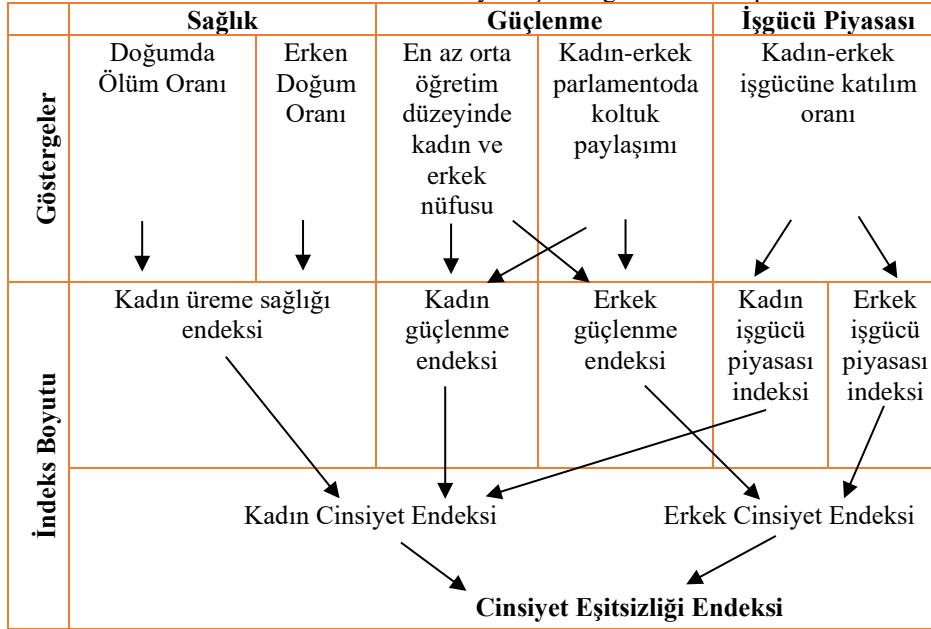 Sağlık
Güçlenme
İşgücü Piyasası
Göstergeler
Doğumda
Ölüm Oranı
Erken
Doğum
Oranı
En az orta
öğretim
düzeyinde
kadın ve
erkek
nüfusu
Kadın-erkek
parlamentoda
koltuk
paylaşımı
Kadın-erkek
işgücüne katılım
oranı
İndeks Boyutu
Kadın üreme sağlığı
endeksi
Kadın
güçlenme
endeksi
Erkek
güçlenme
endeksi
Kadın
işgücü
piyasası
indeksi
Erkek
işgücü
piyasası
indeksi
Kadın Cinsiyet Endeksi
Erkek Cinsiyet Endeksi
Cinsiyet Eşitsizliği Endeksi